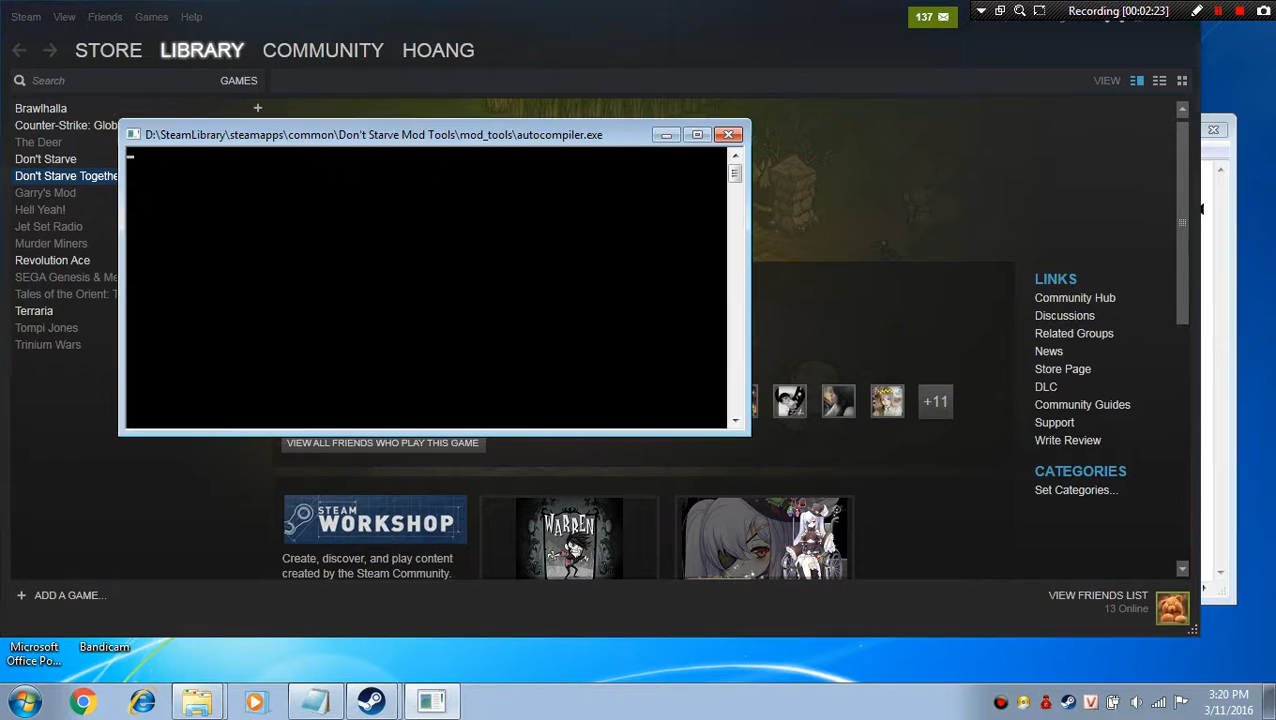 Steam View Friends Games Help
137
Recording [00:02:23]
STORE LIBRARY COMMUNITY HOANG
Search GAMES
VIEW
Brawlhalla
Counter-Strike: Glob
The Deer
Don't Starve
Don't Starve Togethe
Garry's Mod
Hell Yeah!
Jet Set Radio
Murder Miners
Revolution Ace
SEGA Genesis & Me
Tales of the Orient: T
Terraria
Tompi Jones
Trinium Wars
D:\SteamLibrary\steamapps\common\Don't Starve Mod Tools\mod_tools\autocompiler.exe
+11
VIEW ALL FRIENDS WHO PLAY THIS GAME
LINKS
Community Hub
Discussions
Related Groups
News
Store Page
DLC
Community Guides
Support
Write Review
CATEGORIES
Set Categories...
STEAM
WORKSHOP
WARREN
Create, discover, and play content
created by the Steam Community.
+ ADD A GAME...
VIEW FRIENDS LIST
13 Online
Microsoft
Office Po...
Bandicam
3:20 PM
3/11/2016